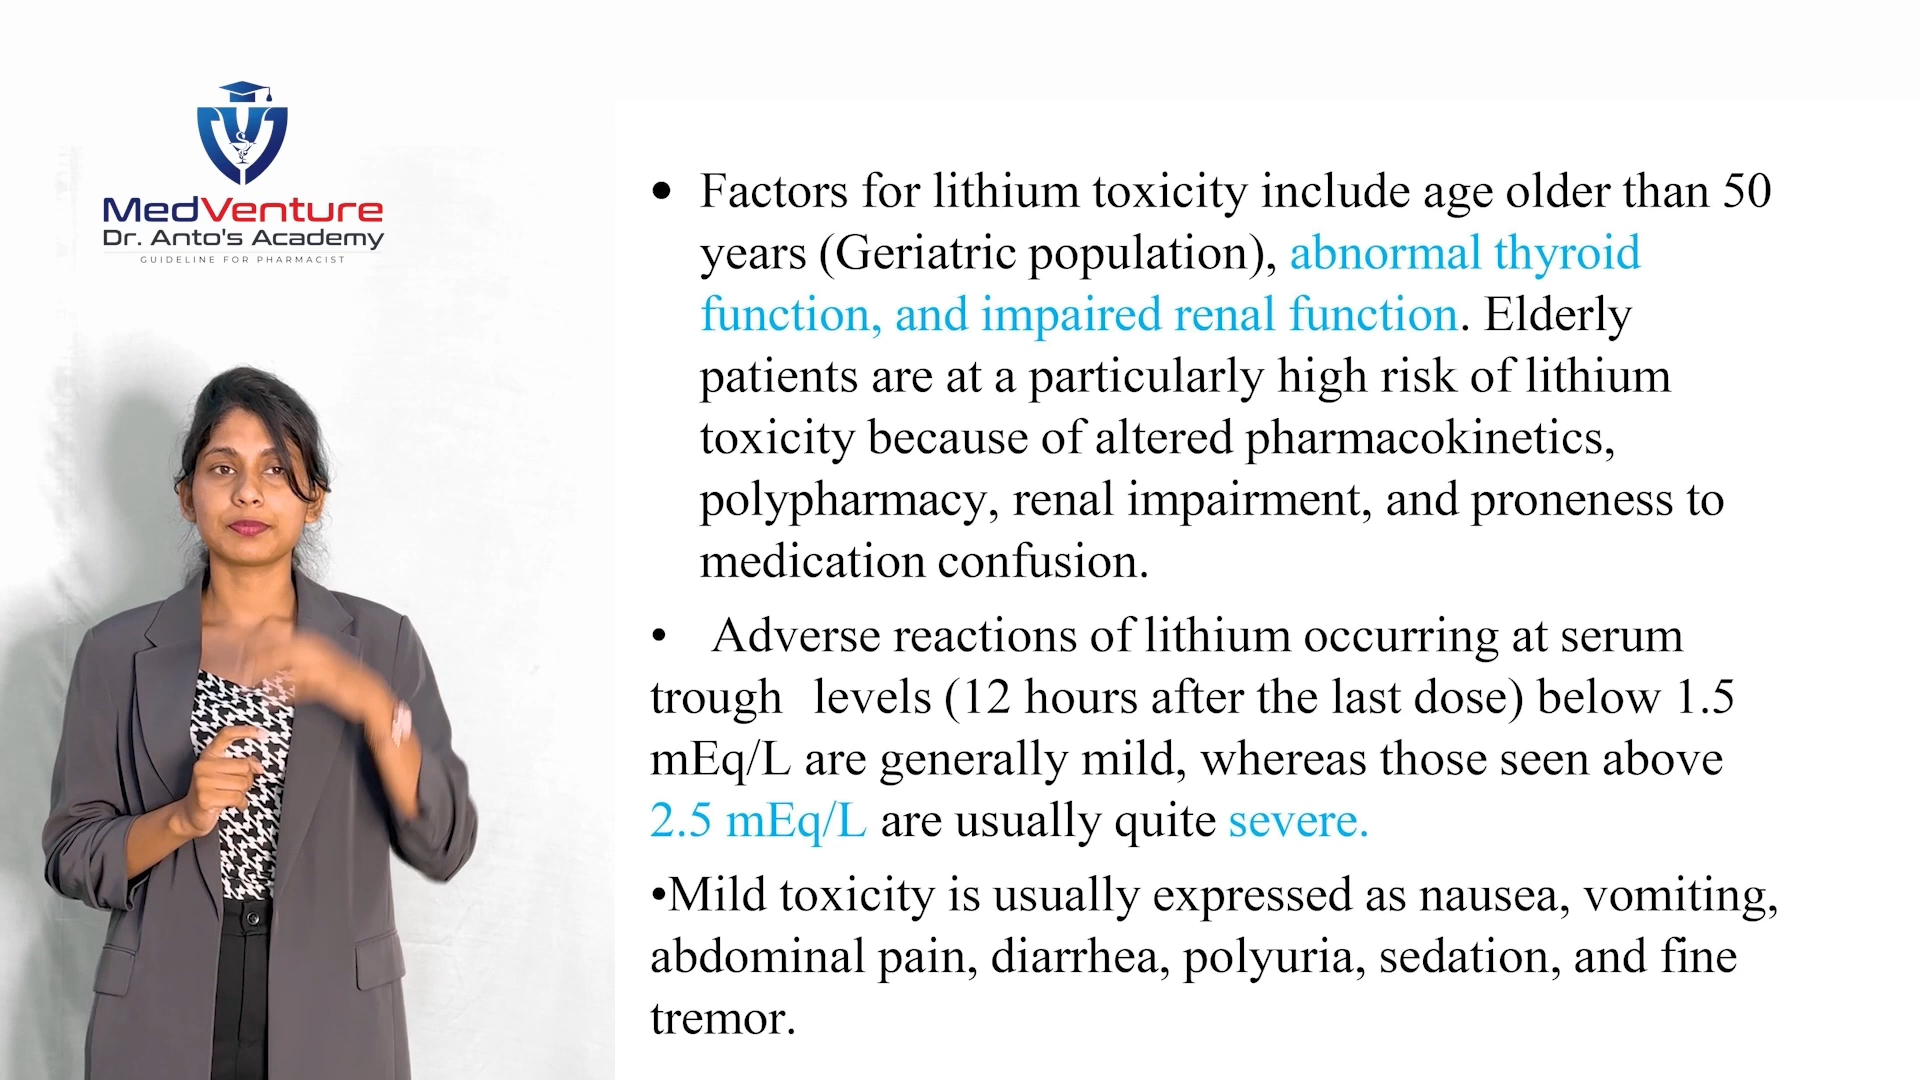 MedVenture
Dr. Anto's Academy
GUIDELINE FOR PHARMACIST
• Factors for lithium toxicity include age older than 50
years (Geriatric population), abnormal thyroid
function, and impaired renal function. Elderly
patients are at a particularly high risk of lithium
toxicity because of altered pharmacokinetics,
polypharmacy, renal impairment, and proneness to
medication confusion.
• Adverse reactions of lithium occurring at serum
trough levels (12 hours after the last dose) below 1.5
mEq/L are generally mild, whereas those seen above
2.5 mEq/L are usually quite severe.
•Mild toxicity is usually expressed as nausea, vomiting,
abdominal pain, diarrhea, polyuria, sedation, and fine
tremor.